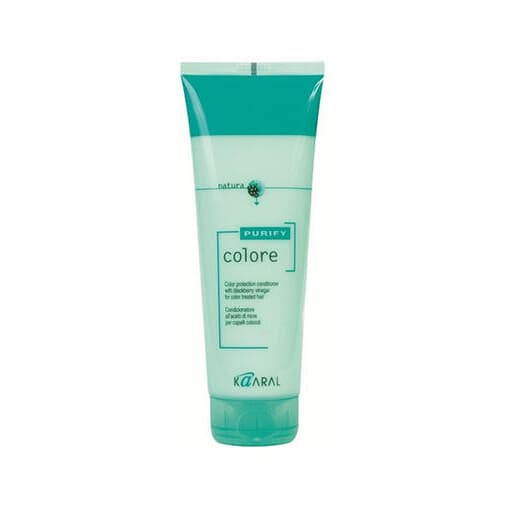 natura
PURIFY
colore
Color protection conditioner
with blackberry vinegar
for color treated hair
Condizionatore
all'aceto di more
per capelli colorati
KaARAL